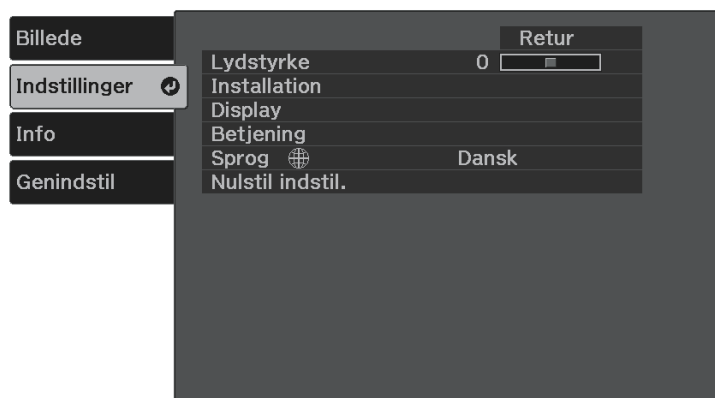 Billede
Indstillinger
Info
Genindstil
Retur
Lydstyrke 0
Installation
Display
Betjening
Sprog Dansk
Nulstil indstil.